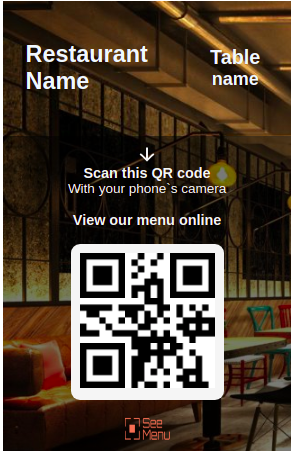 Restaurant
Name
Table
name
Scan this QR code
With your phone`s camera
View our menu online
See
Menu